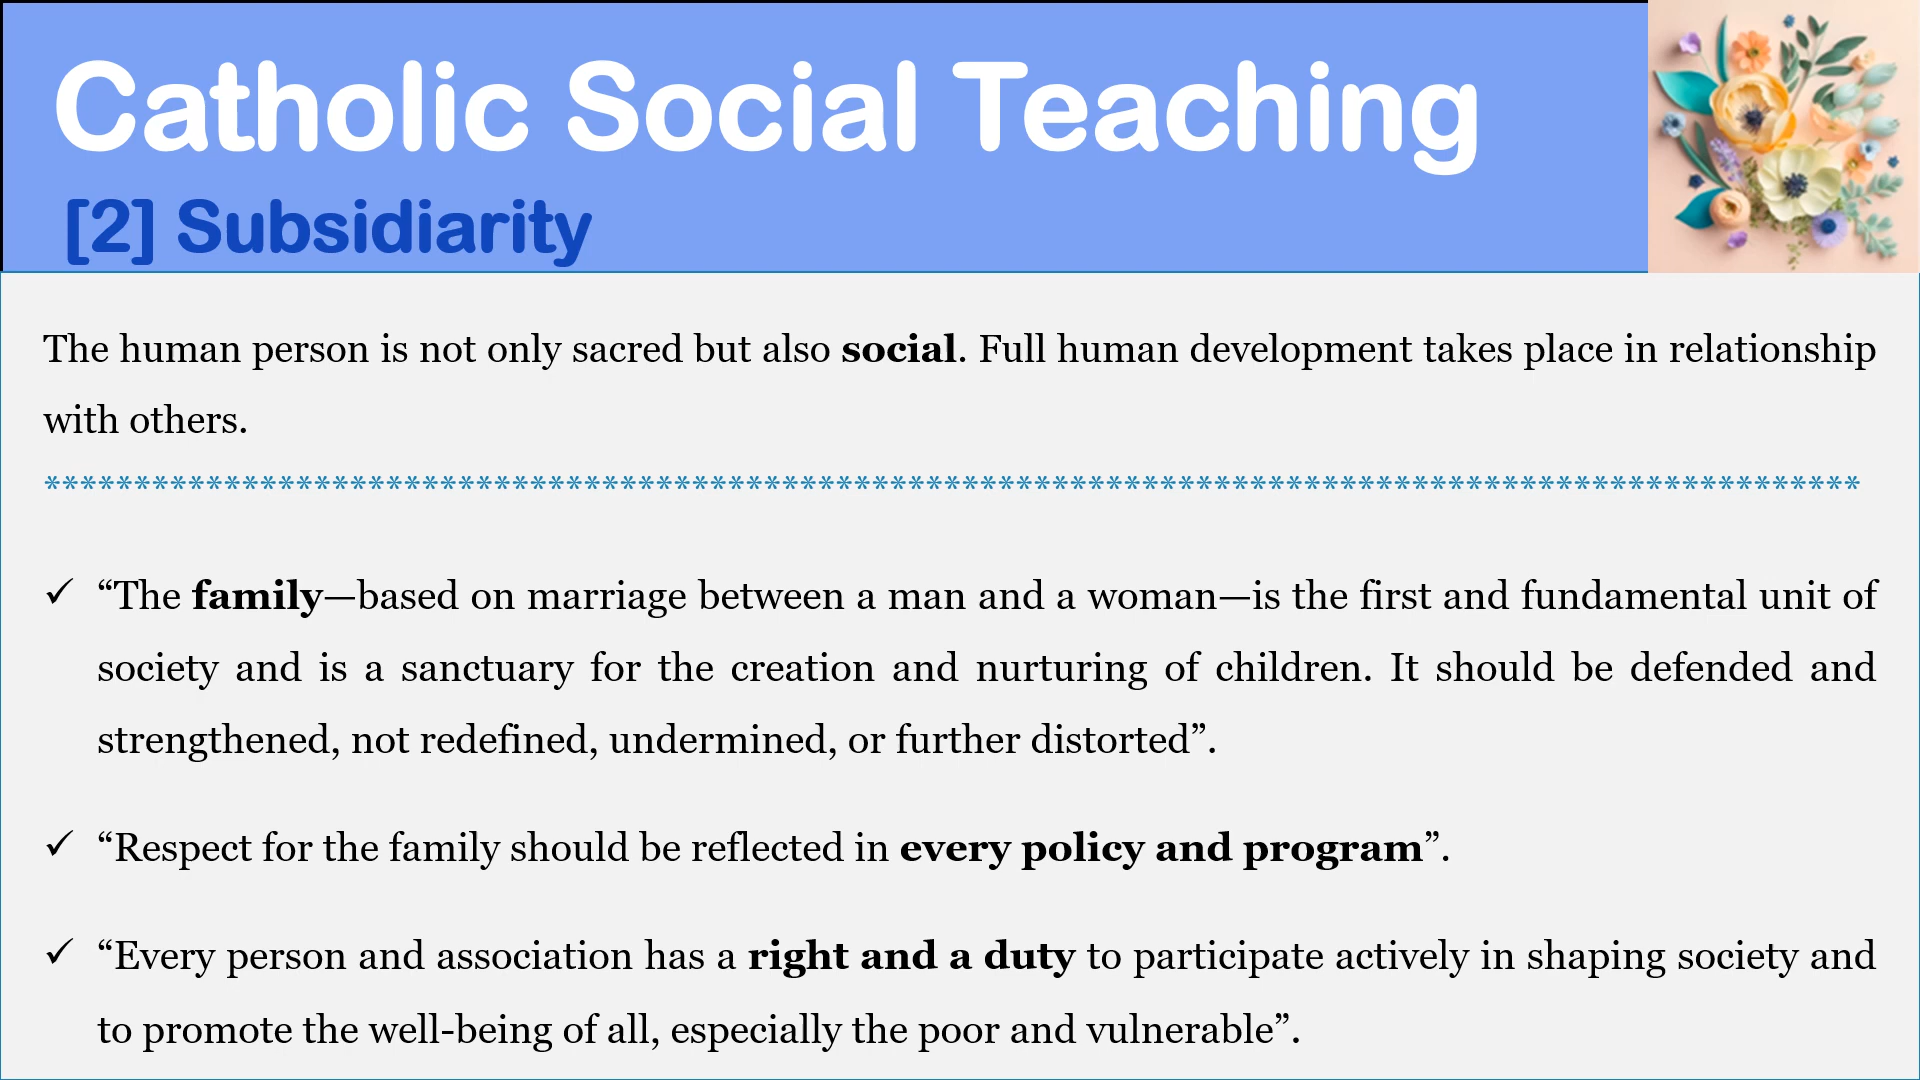 Catholic Social Teaching
[2] Subsidiarity
The human person is not only sacred but also social. Full human development takes place in relationship
with others.
*****************************************************************************************************
✓ “The family—based on marriage between a man and a woman—is the first and fundamental unit of
society and is a sanctuary for the creation and nurturing of children. It should be defended and
strengthened, not redefined, undermined, or further distorted”.
✓ “Respect for the family should be reflected in every policy and program”.
✓ “Every person and association has a right and a duty to participate actively in shaping society and
to promote the well-being of all, especially the poor and vulnerable”.